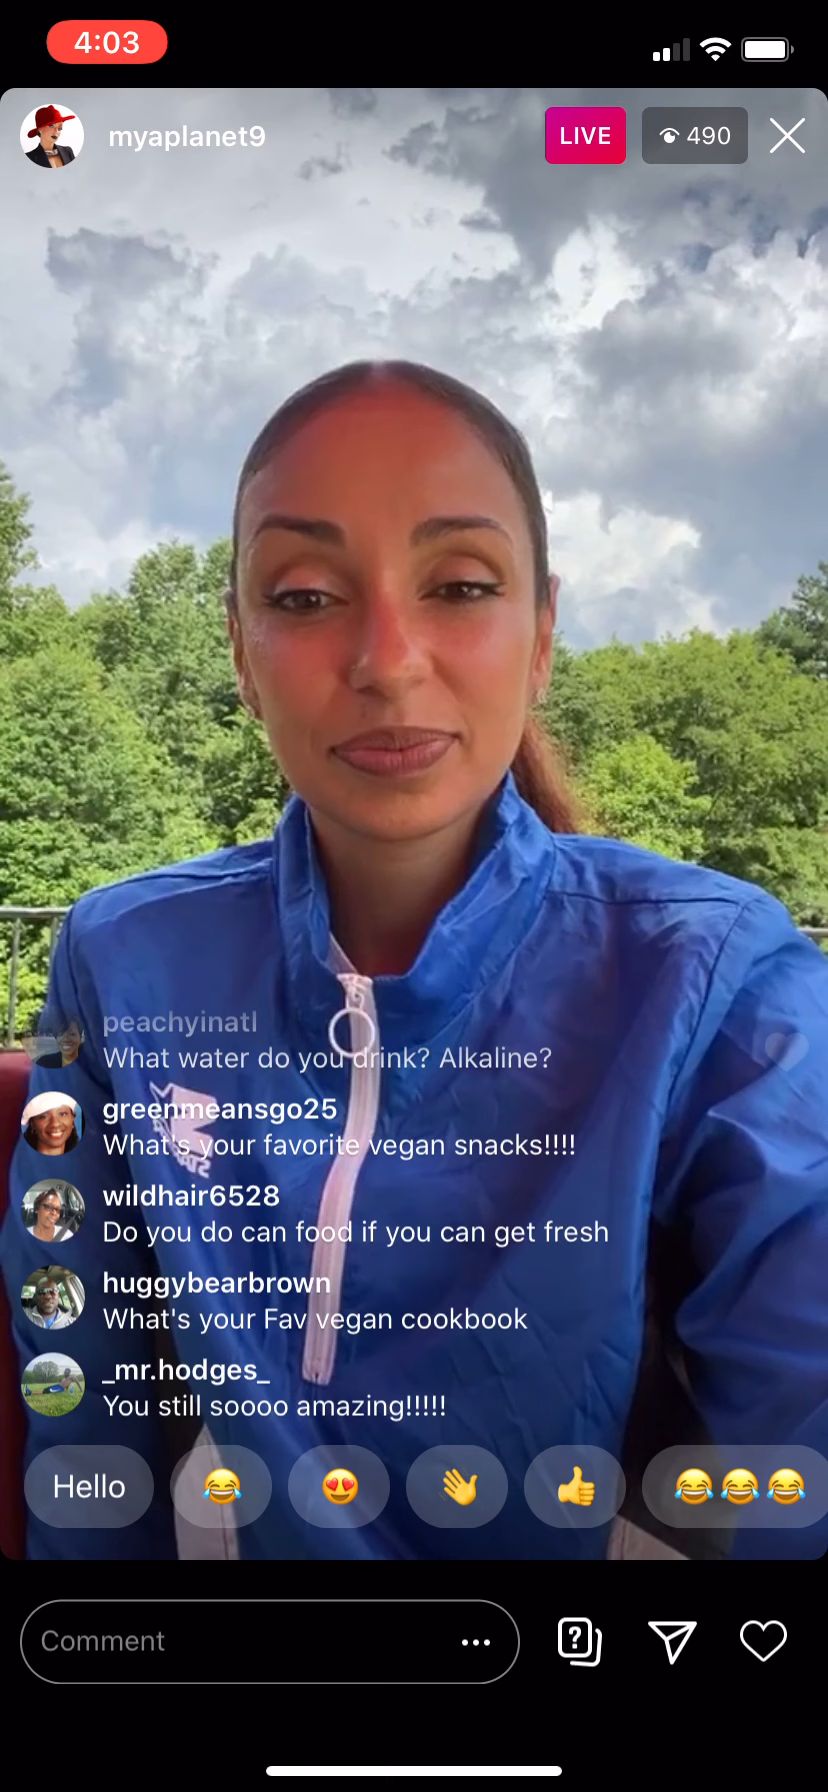 4:03
myaplanet9
LIVE
490
peachyinatl
What water do you drink? Alkaline?
greenmeansgo25
What's your favorite vegan snacks!!!!
wildhair6528
Do you do can food if you can get fresh
huggybearbrown
What's your Fav vegan cookbook
_mr.hodges_
You still soooo amazing!!!!!
Hello 😂 😍 👋 👍 😂😂😂
Comment